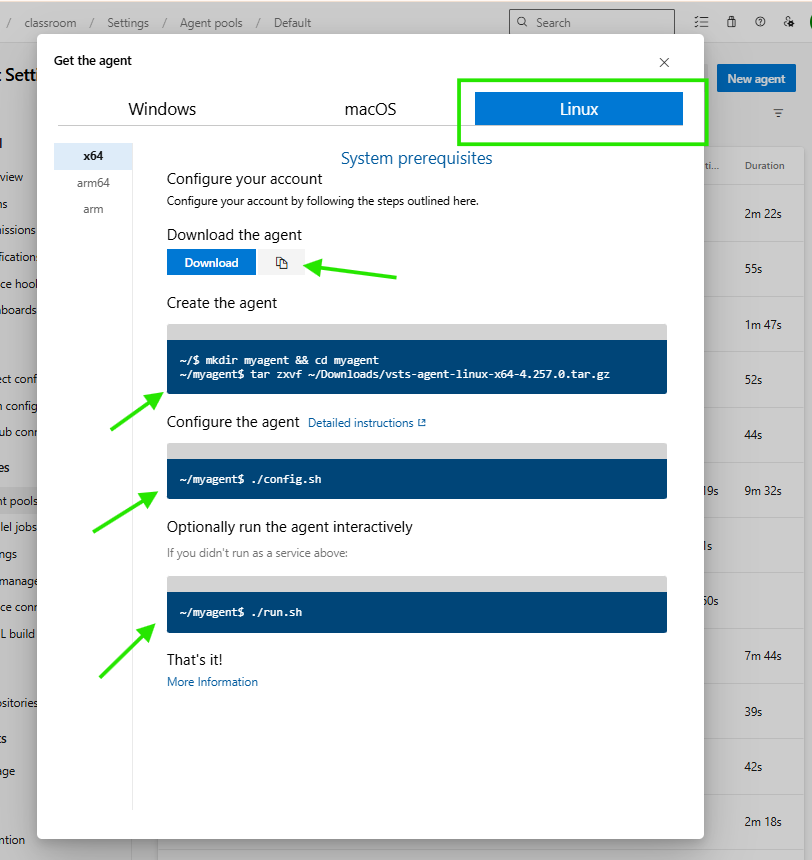 / classroom / Settings / Agent pools / Default
Search
Get the agent
New agent
Windows
macOS
Linux
x64
arm64
arm
System prerequisites
Configure your account
Configure your account by following the steps outlined here.
Download the agent
Download
Create the agent
~/$ mkdir myagent && cd myagent
~/myagent$ tar zxvf ~/Downloads/vsts-agent-linux-x64-4.257.0.tar.gz
Configure the agent Detailed instructions
~/myagent$ ./config.sh
Optionally run the agent interactively
If you didn't run as a service above:
~/myagent$ ./run.sh
That's it!
More Information
Duration
2m 22s
55s
1m 47s
52s
44s
9m 32s
7m 44s
39s
42s
2m 18s
t pools
lel jobs
L build